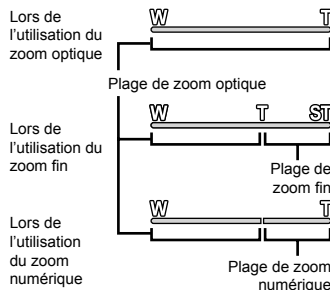 Lors de
l'utilisation du
zoom optique
W T
Plage de zoom optique
Lors de
l'utilisation du
zoom fin
W T ST
Plage de
zoom fin
Lors de
l'utilisation
du zoom
numérique
W T
Plage de zoom
numérique